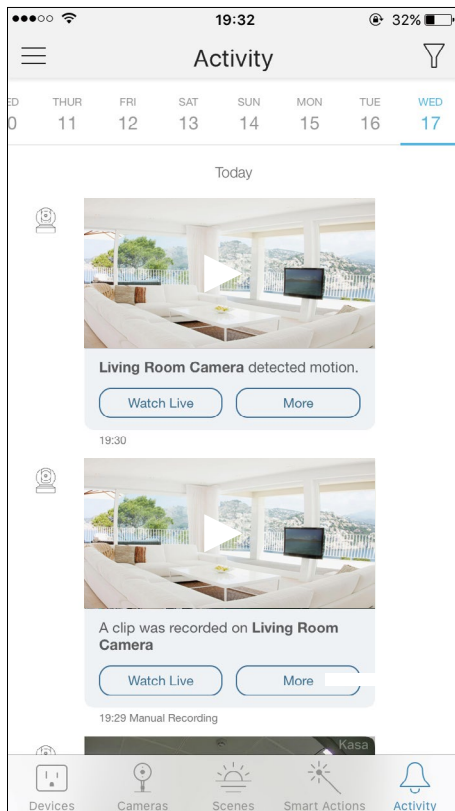 19:32
32%
Activity
ED THUR FRI SAT SUN MON TUE WED
0 11 12 13 14 15 16 17
Today
Living Room Camera detected motion.
Watch Live More
19:30
A clip was recorded on Living Room
Camera
Watch Live More
19:29 Manual Recording
Kasa
Devices Cameras Scenes Smart Actions Activity